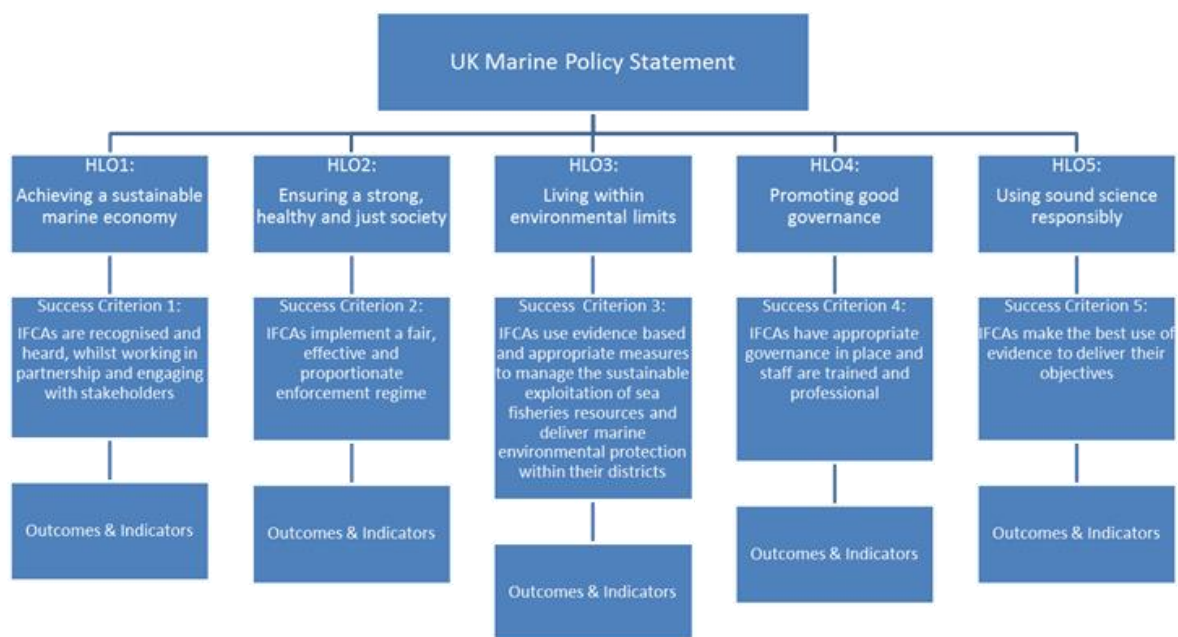 UK Marine Policy Statement
HLO1:
Achieving a sustainable
marine economy
HLO2:
Ensuring a strong,
healthy and just society
HLO3:
Living within
environmental limits
HLO4:
Promoting good
governance
HLO5:
Using sound science
responsibly
Success Criterion 1:
IFCAs are recognised and
heard, whilst working in
partnership and engaging
with stakeholders
Success Criterion 2:
IFCAs implement a fair,
effective and
proportionate
enforcement regime
Success Criterion 3:
IFCAs use evidence based
and appropriate measures
to manage the sustainable
exploitation of sea
fisheries resources and
deliver marine
environmental protection
within their districts
Success Criterion 4:
IFCAs have appropriate
governance in place and
staff are trained and
professional
Success Criterion 5:
IFCAs make the best use of
evidence to deliver their
objectives
Outcomes & Indicators
Outcomes & Indicators
Outcomes & Indicators
Outcomes & Indicators
Outcomes & Indicators